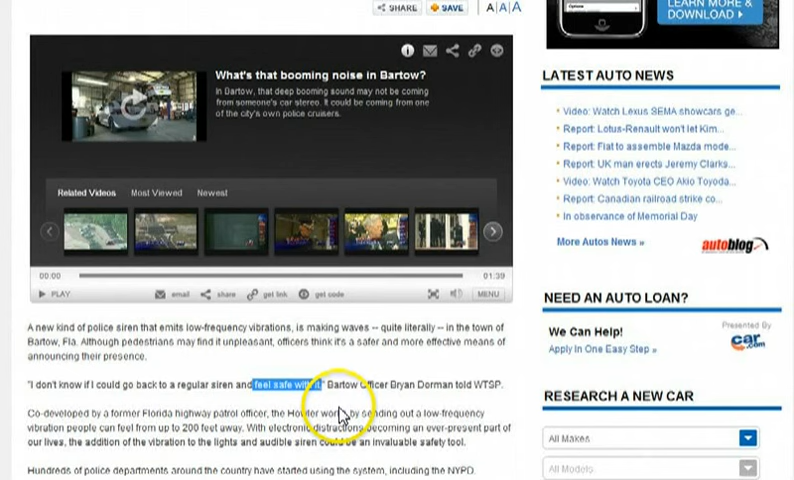 SHARE SAVE A A A
LEARN MORE &
DOWNLOAD
What's that booming noise in Bartow?
In Bartow, that deep booming sound may not be coming
from someone's car stereo. It could be coming from one
of the city's own police cruisers.
Related Videos Most Viewed Newest
00:00 01:39
PLAY email share get link get code MENU
A new kind of police siren that emits low-frequency vibrations, is making waves -- quite literally -- in the town of
Bartow, Fla. Although pedestrians may find it unpleasant, officers think it's a safer and more effective means of
announcing their presence.
"I don't know if I could go back to a regular siren and feel safe with it," Bartow Officer Bryan Dorman told WTSP.
Co-developed by a former Florida highway patrol officer, the Howler works by sending out a low-frequency
vibration people can feel from up to 200 feet away. With electronic distractions becoming an ever-present part of
our lives, the addition of the vibration to the lights and audible siren could be an invaluable safety tool.
Hundreds of police departments around the country have started using the system, including the NYPD.
LATEST AUTO NEWS
Video: Watch Lexus SEMA showcars ge...
Report: Lotus-Renault won't let Kim...
Report: Fiat to assemble Mazda mode...
Report: UK man erects Jeremy Clarks...
Video: Watch Toyota CEO Akio Toyoda...
Report: Canadian railroad strike co...
In observance of Memorial Day
More Autos News »
autoblog
NEED AN AUTO LOAN?
We Can Help!
Apply In One Easy Step »
Presented By
car.com
RESEARCH A NEW CAR
All Makes
All Models